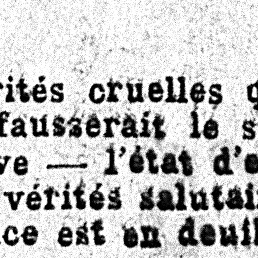 rités cruelles q
fausserait le s
ve — l'état d'e
vérités salutai
ce est en deuil